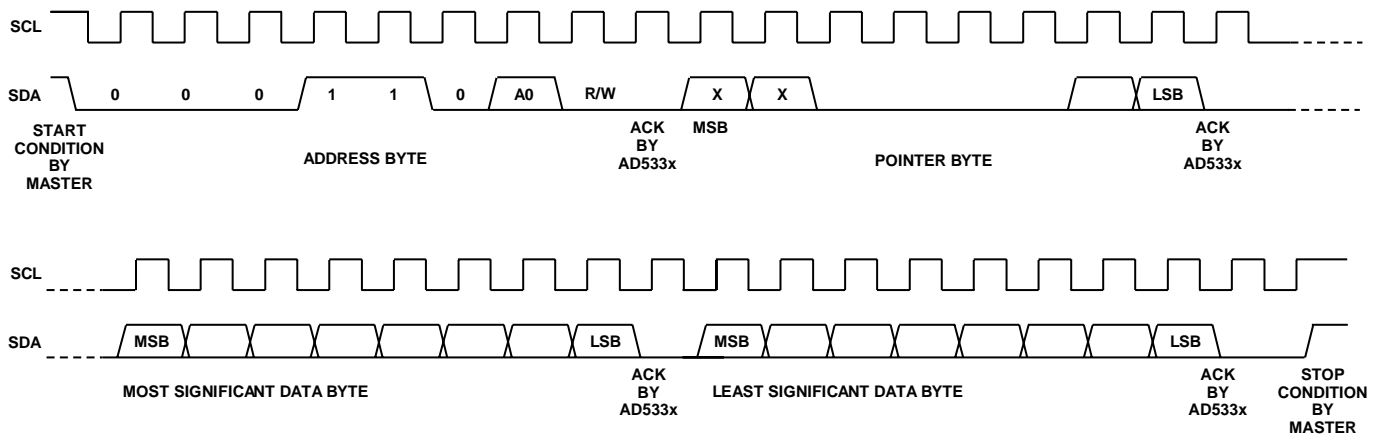 SCL
SDA 0 0 0 1 1 0 A0 R/W X X LSB
START CONDITION BY MASTER
ADDRESS BYTE
ACK BY AD533x
MSB
POINTER BYTE
ACK BY AD533x
SCL
SDA MSB LSB MSB LSB
MOST SIGNIFICANT DATA BYTE
ACK BY AD533x
LEAST SIGNIFICANT DATA BYTE
ACK BY AD533x
STOP CONDITION BY MASTER